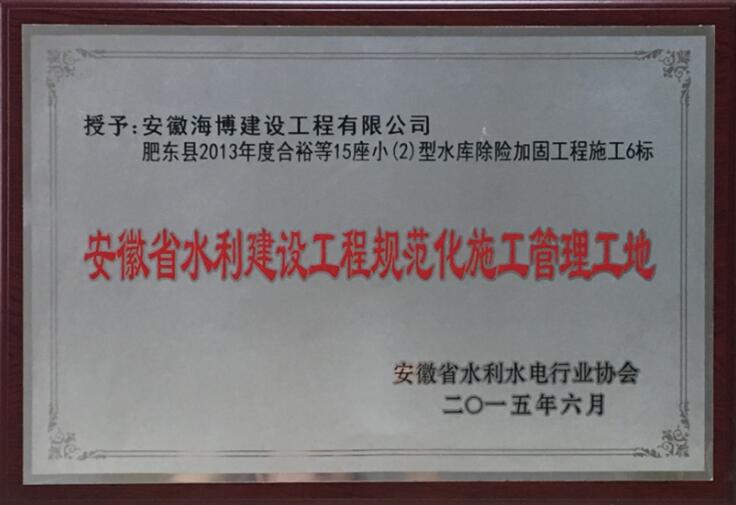 授予:安徽海博建设工程有限公司
肥东县2013年度合裕等15座小(2)型水库除险加固工程施工6标
安徽省水利建设工程规范化施工管理工地
安徽省水利水电行业协会
二〇一五年六月